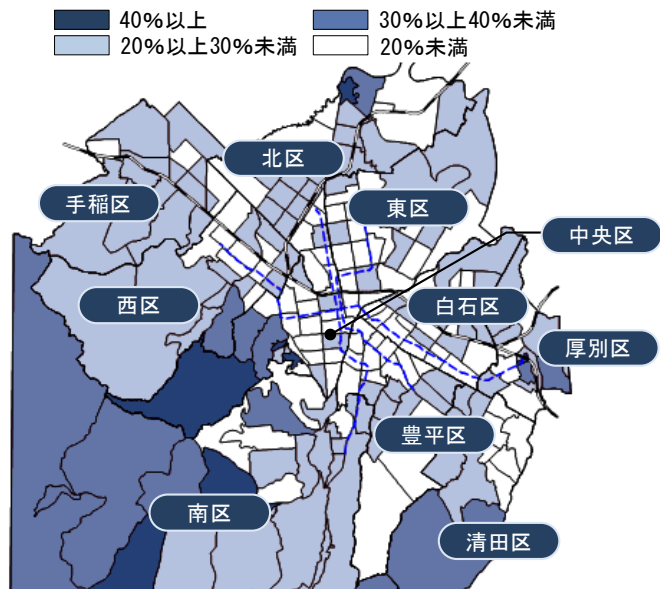 40%以上
30%以上40%未満
20%以上30%未満
20%未満
北区
手稲区
東区
中央区
西区
白石区
厚別区
豊平区
南区
清田区